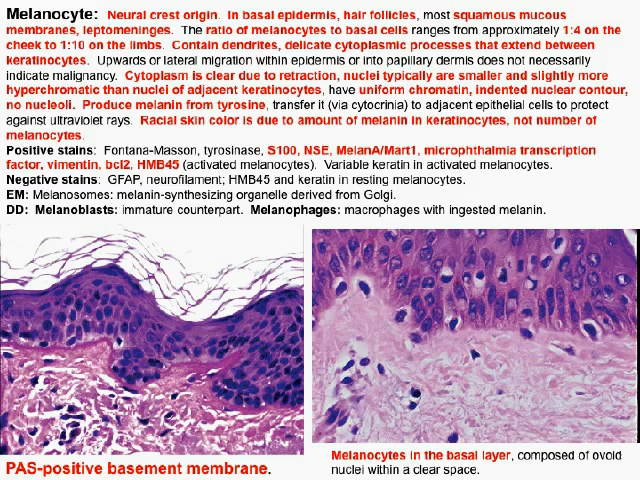 Melanocyte: Neural crest origin. In basal epidermis, hair follicles, most squamous mucous
membranes, leptomeninges. The ratio of melanocytes to basal cells ranges from approximately 1:4 on the
cheek to 1:10 on the limbs. Contain dendrites, delicate cytoplasmic processes that extend between
keratinocytes. Upwards or lateral migration within epidermis or into papillary dermis does not necessarily
indicate malignancy. Cytoplasm is clear due to retraction, nuclei typically are smaller and slightly more
hyperchromatic than nuclei of adjacent keratinocytes, have uniform chromatin, indented nuclear contour,
no nucleoli. Produce melanin from tyrosine, transfer it (via cytocrinia) to adjacent epithelial cells to protect
against ultraviolet rays. Racial skin color is due to amount of melanin in keratinocytes, not number of
melanocytes.
Positive stains: Fontana-Masson, tyrosinase, S100, NSE, MelanA/Mart1, microphthalmia transcription
factor, vimentin, bcl2, HMB45 (activated melanocytes). Variable keratin in activated melanocytes.
Negative stains: GFAP, neurofilament; HMB45 and keratin in resting melanocytes.
EM: Melanosomes: melanin-synthesizing organelle derived from Golgi.
DD: Melanoblasts: immature counterpart. Melanophages: macrophages with ingested melanin.
PAS-positive basement membrane.
Melanocytes in the basal layer, composed of ovoid
nuclei within a clear space.